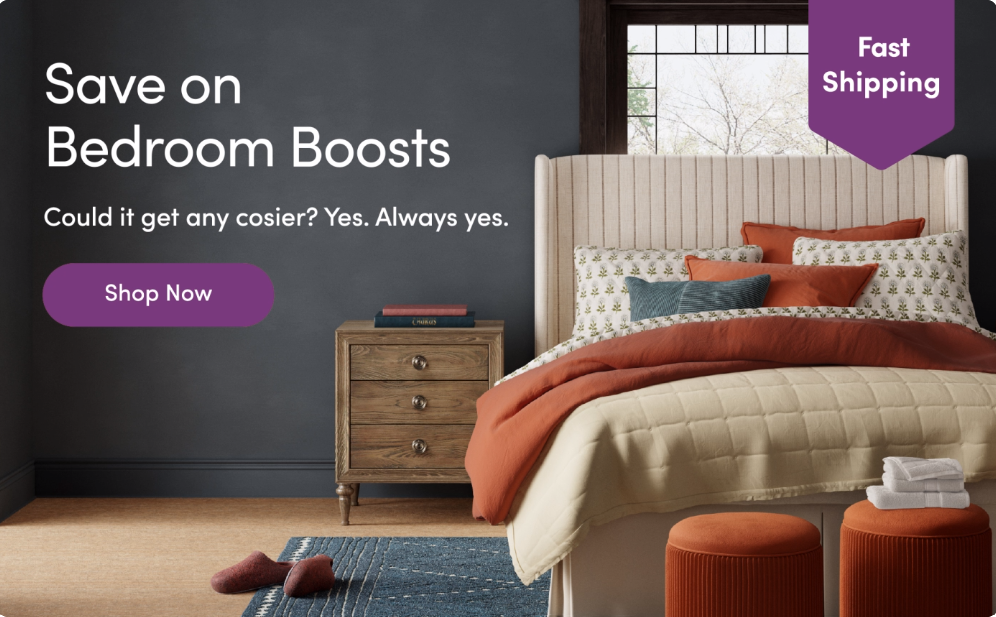 Save on
Bedroom Boosts
Could it get any cosier? Yes. Always yes.
Shop Now
Fast
Shipping